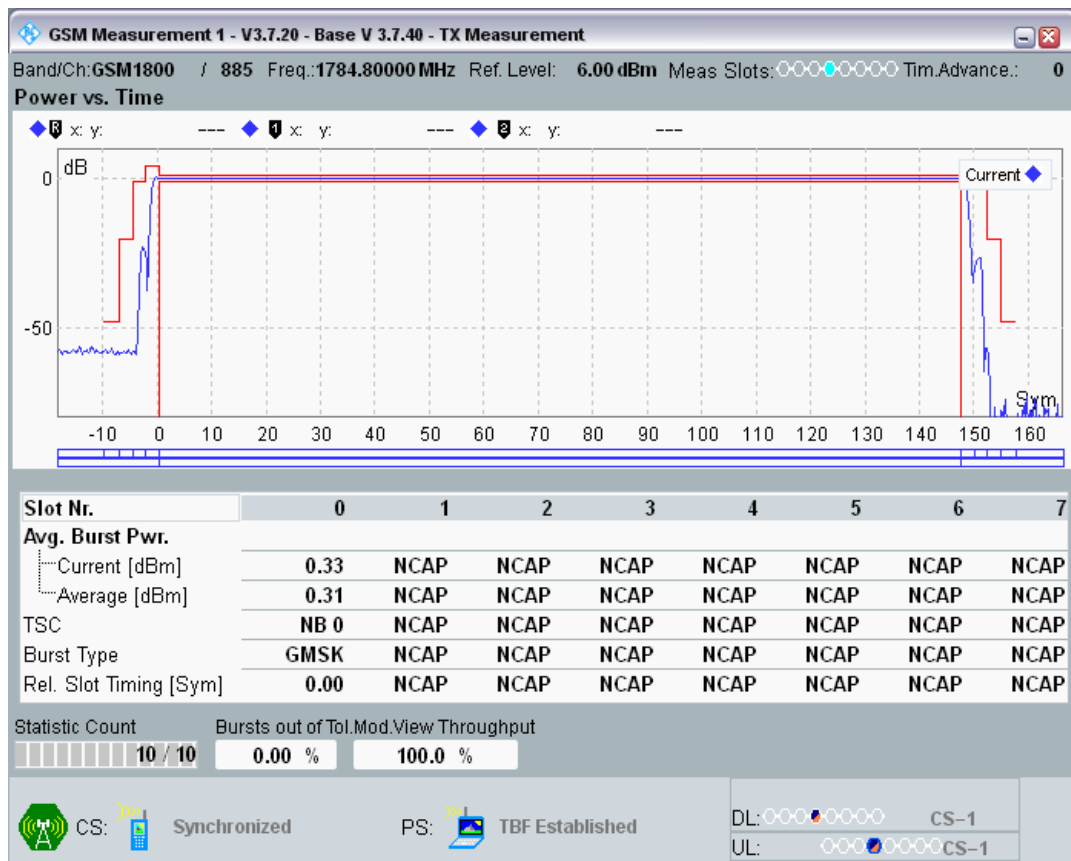 GSM Measurement 1 - V3.7.20 - Base V 3.7.40 - TX Measurement
Band/Ch:GSM1800 / 885 Freq.:1784.80000 MHz Ref. Level: 6.00 dBm Meas Slots: Tim.Advance.: 0
Power vs. Time
R x: y: --- 1 x: y: --- 2 x: y: ---
dB
Current
0
-50
Sym
-10 0 10 20 30 40 50 60 70 80 90 100 110 120 130 140 150 160
Slot Nr. 0 1 2 3 4 5 6 7
Avg. Burst Pwr.
Current [dBm] 0.33 NCAP NCAP NCAP NCAP NCAP NCAP NCAP
Average [dBm] 0.31 NCAP NCAP NCAP NCAP NCAP NCAP NCAP
TSC NB 0 NCAP NCAP NCAP NCAP NCAP NCAP NCAP
Burst Type GMSK NCAP NCAP NCAP NCAP NCAP NCAP NCAP
Rel. Slot Timing [Sym] 0.00 NCAP NCAP NCAP NCAP NCAP NCAP NCAP
Statistic Count Bursts out of Tol. Mod.View Throughput
10 / 10 0.00 % 100.0 %
CS: Synchronized PS: TBF Established
DL: CS-1
UL: CS-1